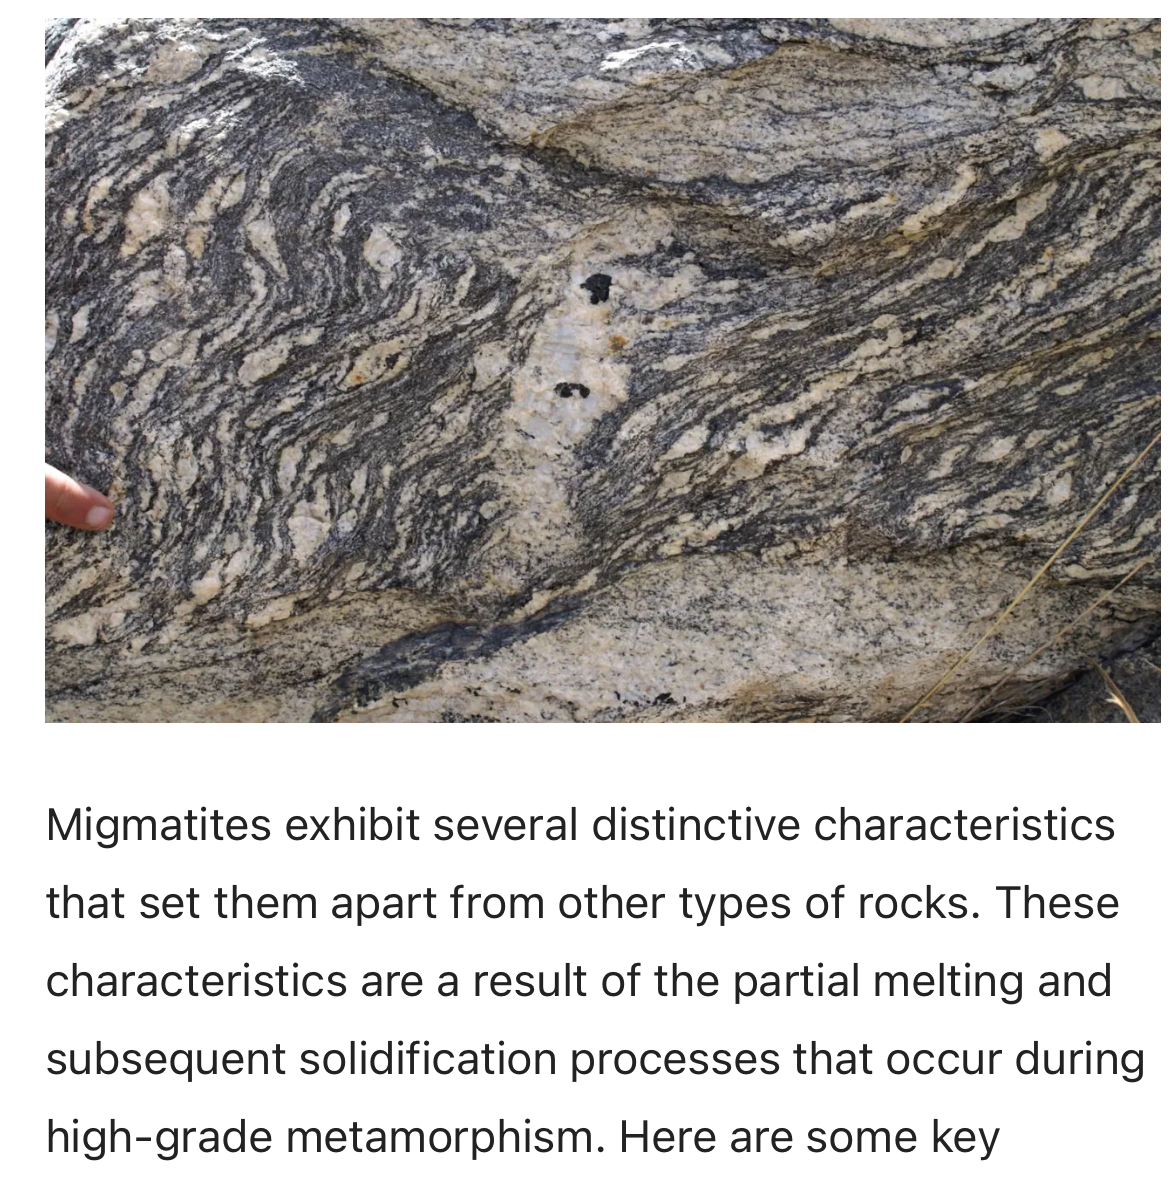 Migmatites exhibit several distinctive characteristics
that set them apart from other types of rocks. These
characteristics are a result of the partial melting and
subsequent solidification processes that occur during
high-grade metamorphism. Here are some key